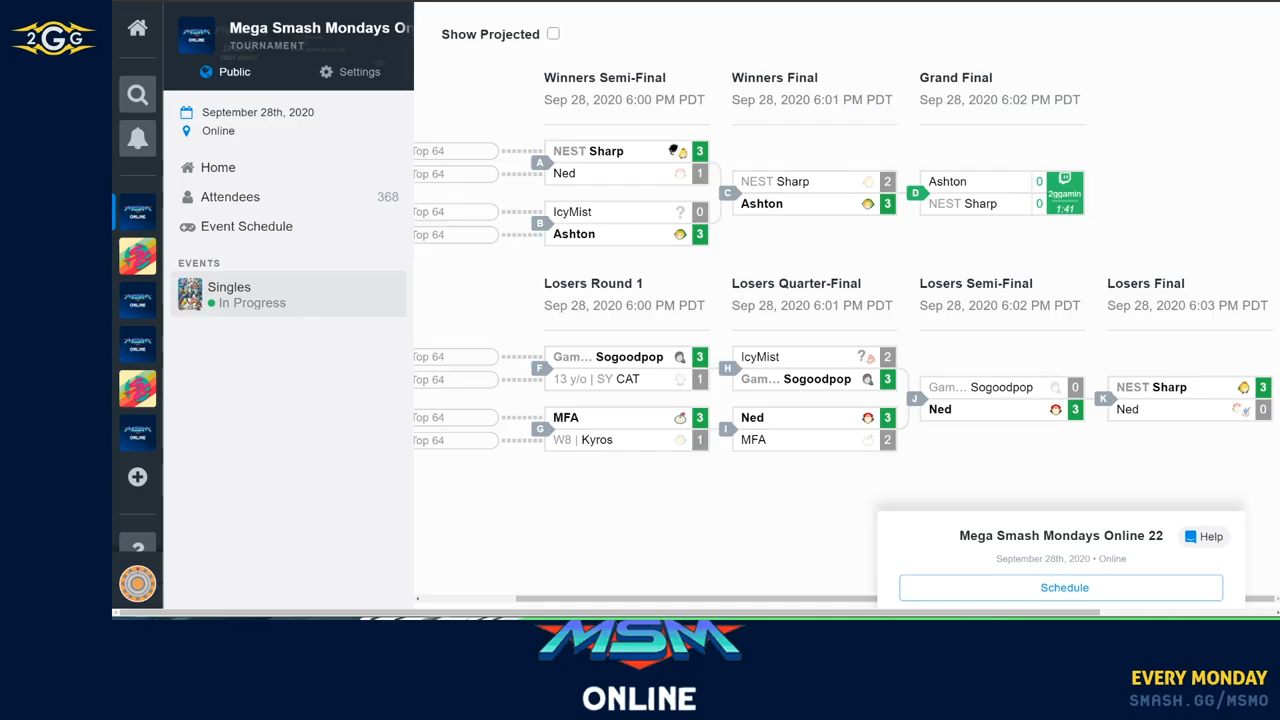 2GG
Mega Smash Mondays Or
TOURNAMENT
Public
Settings
September 28th, 2020
Online
Home
Attendees 368
Event Schedule
EVENTS
Singles
In Progress
Show Projected
Winners Semi-Final
Sep 28, 2020 6:00 PM PDT
Winners Final
Sep 28, 2020 6:01 PM PDT
Grand Final
Sep 28, 2020 6:02 PM PDT
Top 64
Top 64
Top 64
Top 64
A
NEST Sharp 3
Ned 1
B
IcyMist ? 0
Ashton 3
C
NEST Sharp 2
Ashton 3
D
Ashton 0
NEST Sharp 0
2ggamin
1:41
Losers Round 1
Sep 28, 2020 6:00 PM PDT
Losers Quarter-Final
Sep 28, 2020 6:01 PM PDT
Losers Semi-Final
Sep 28, 2020 6:02 PM PDT
Losers Final
Sep 28, 2020 6:03 PM PDT
Top 64
Top 64
Top 64
Top 64
F
Gam... Sogoodpop 3
13 y/o | SY CAT 1
G
MFA 3
W8 | Kyros 1
H
IcyMist ? 2
Gam... Sogoodpop 3
I
Ned 3
MFA 2
J
Gam... Sogoodpop 0
Ned 3
K
NEST Sharp 3
Ned 0
Mega Smash Mondays Online 22
Help
September 28th, 2020 • Online
Schedule
MSM
ONLINE
EVERY MONDAY
SMASH.GG/MSMO